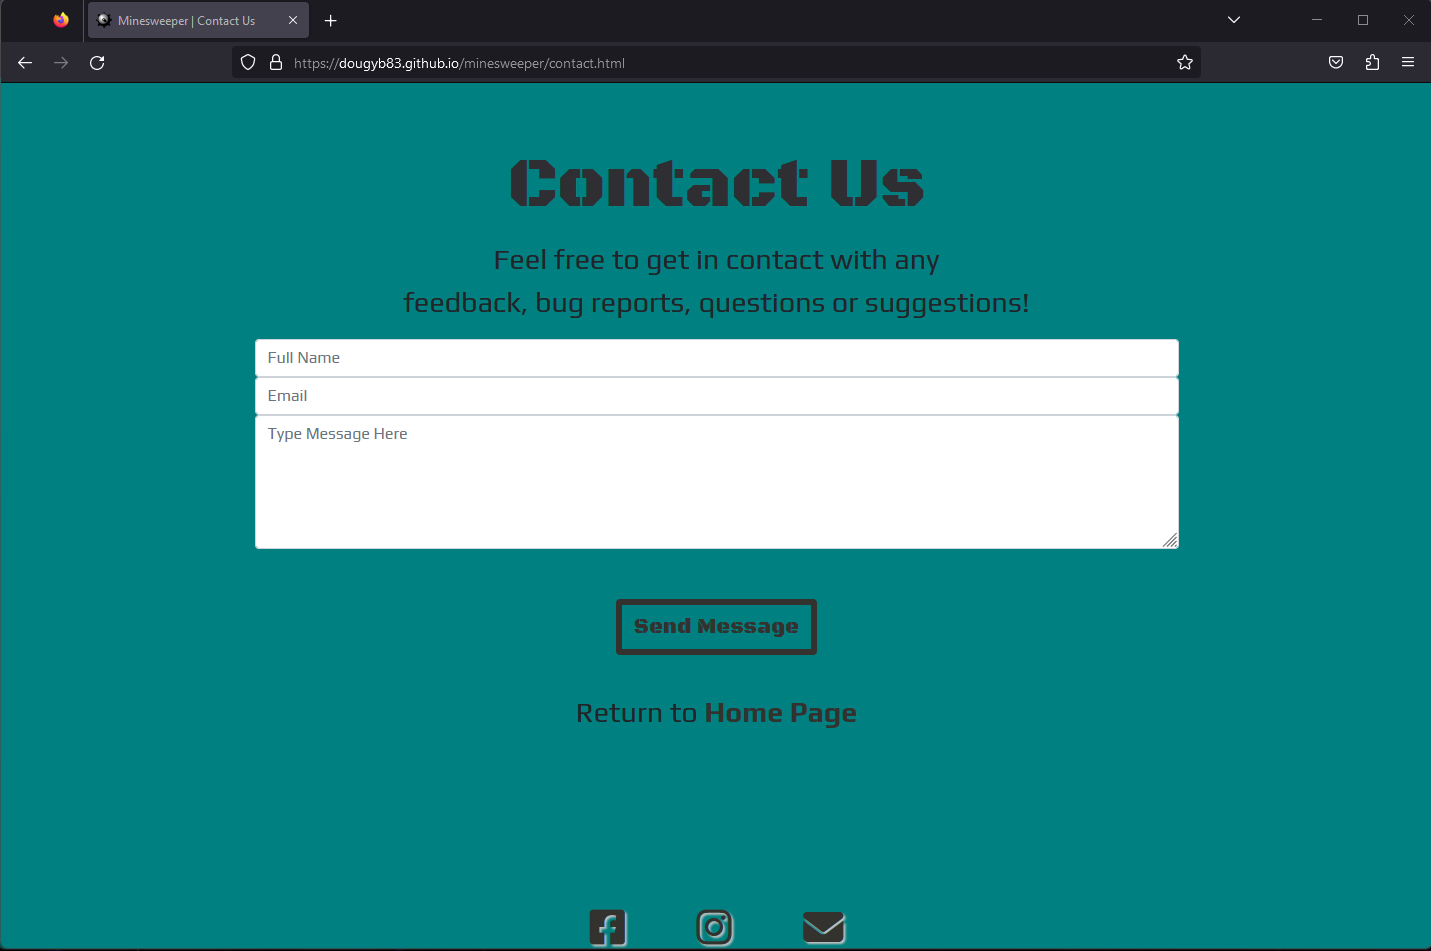 Minesweeper | Contact Us
https://dougyb83.github.io/minesweeper/contact.html
Contact Us
Feel free to get in contact with any
feedback, bug reports, questions or suggestions!
Full Name
Email
Type Message Here
Send Message
Return to Home Page